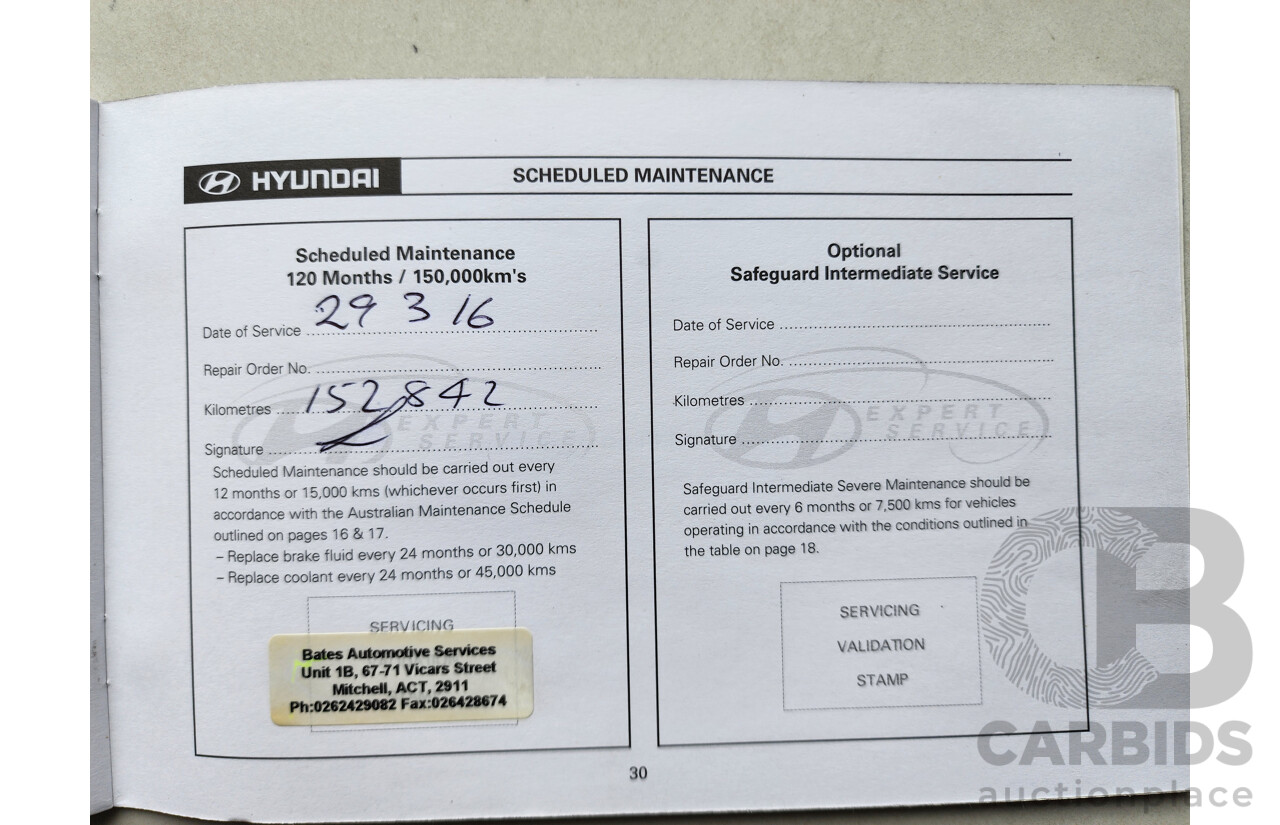 HYUNDAI
SCHEDULED MAINTENANCE
Scheduled Maintenance
120 Months / 150,000km's
Date of Service 29 3 16
Repair Order No.
Kilometres 152,842
Signature
EXPERT
SERVICE
Scheduled Maintenance should be carried out every
12 months or 15,000 kms (whichever occurs first) in
accordance with the Australian Maintenance Schedule
outlined on pages 16 & 17.
– Replace brake fluid every 24 months or 30,000 kms
– Replace coolant every 24 months or 45,000 kms
SERVICING
Bates Automotive Services
Unit 1B, 67-71 Vicars Street
Mitchell, ACT, 2911
Ph:0262429082 Fax:026428674
Optional
Safeguard Intermediate Service
Date of Service
Repair Order No.
Kilometres
Signature
EXPERT
SERVICE
Safeguard Intermediate Severe Maintenance should be
carried out every 6 months or 7,500 kms for vehicles
operating in accordance with the conditions outlined in
the table on page 18.
SERVICING
VALIDATION
STAMP
30
CB
CARBIDS
auctionplace